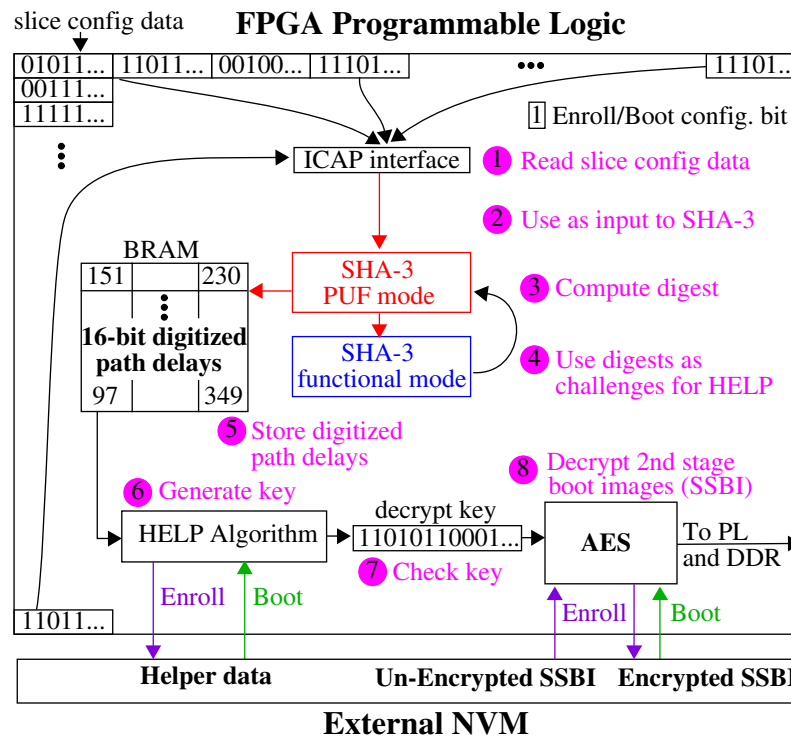 FPGA Programmable Logic
slice config data
01011... 11011... 00100... 11101... ••• 11101..
00111...
11111...
1 Enroll/Boot config. bit
ICAP interface
1 Read slice config data
2 Use as input to SHA-3
BRAM
151 230
16-bit digitized
path delays
97 349
SHA-3
PUF mode
3 Compute digest
SHA-3
functional mode
4 Use digests as
challenges for HELP
5 Store digitized
path delays
6 Generate key
8 Decrypt 2nd stage
boot images (SSBI)
HELP Algorithm
decrypt key
11010110001...
7 Check key
AES
To PL
and DDR
11011...
Enroll
Boot
Enroll
Boot
Helper data
Un-Encrypted SSBI
Encrypted SSBI
External NVM